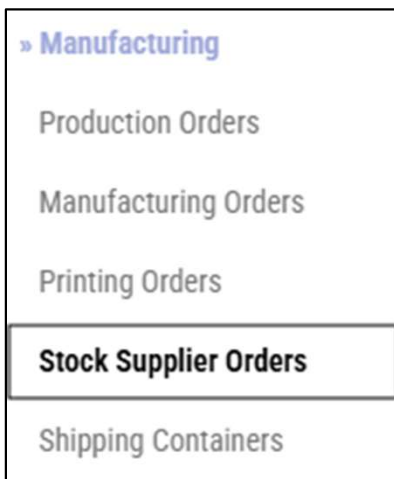 » Manufacturing
Production Orders
Manufacturing Orders
Printing Orders
Stock Supplier Orders
Shipping Containers